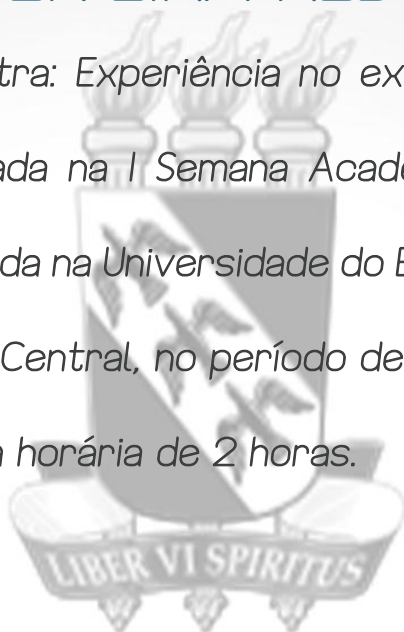 tra: Experiência no ex
ada na I Semana Acade
da na Universidade do E
Central, no período de
a horária de 2 horas.
LIBER VI SPIRITUS